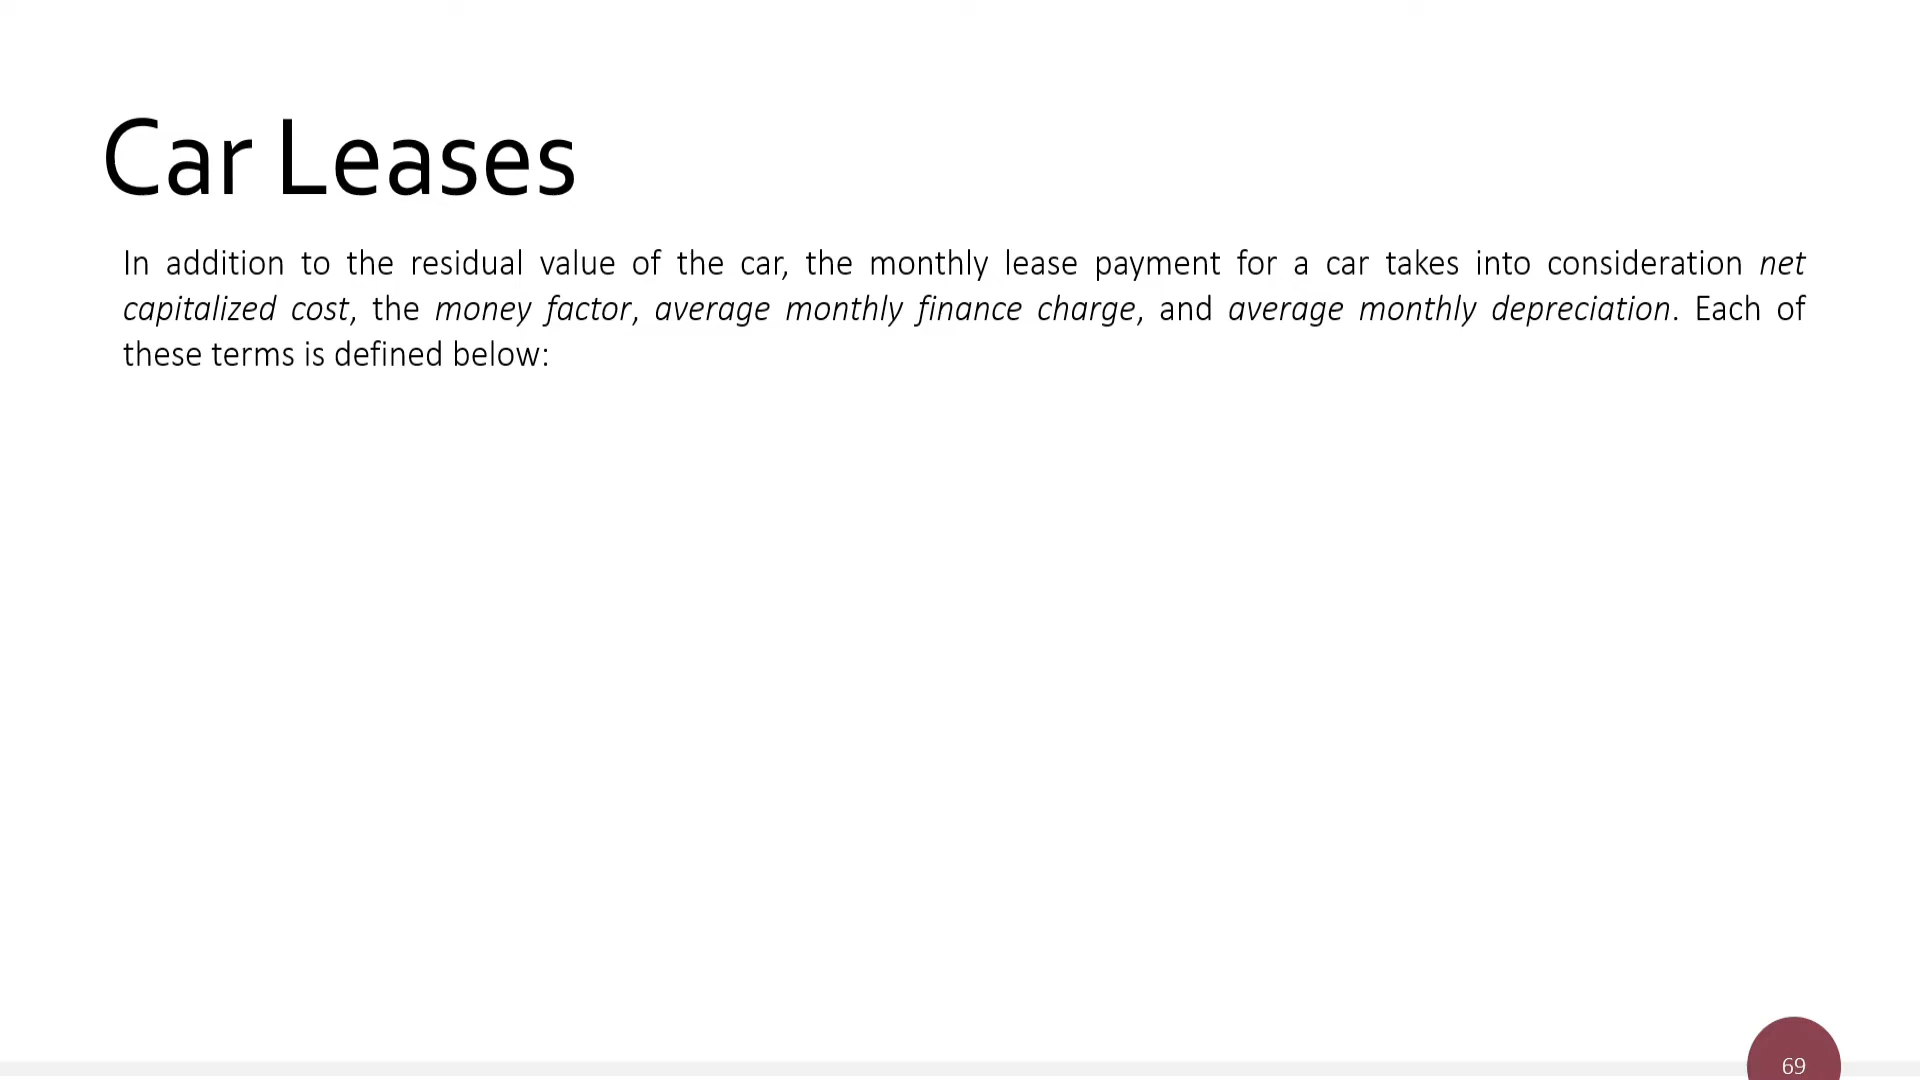 Car Leases
In addition to the residual value of the car, the monthly lease payment for a car takes into consideration net
capitalized cost, the money factor, average monthly finance charge, and average monthly depreciation. Each of
these terms is defined below:
69